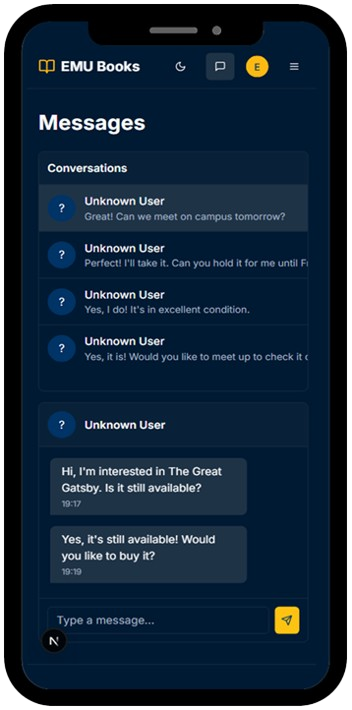 EMU Books
E
Messages
Conversations
?
Unknown User
Great! Can we meet on campus tomorrow?
?
Unknown User
Perfect! I'll take it. Can you hold it for me until Fr
?
Unknown User
Yes, I do! It's in excellent condition.
?
Unknown User
Yes, it is! Would you like to meet up to check it o
?
Unknown User
Hi, I'm interested in The Great
Gatsby. Is it still available?
19:17
Yes, it's still available! Would
you like to buy it?
19:19
Type a message...
N